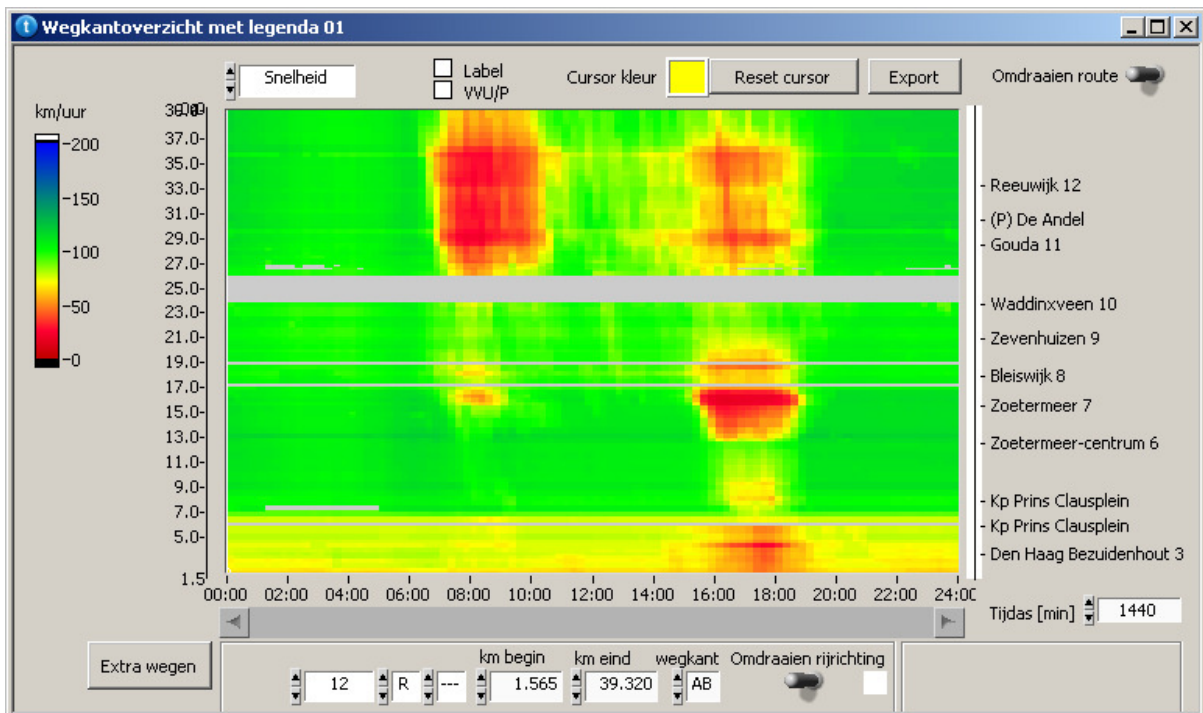 Wegkantoverzicht met legenda 01
Snelheid
Label
VVU/P
Cursor kleur
Reset cursor
Export
Omdraaien route
km/uur
-200
-150
-100
-50
-0
37.0-
35.0-
33.0-
31.0-
29.0-
27.0-
25.0-
23.0-
21.0-
19.0-
17.0-
15.0-
13.0-
11.0-
9.0-
7.0-
5.0-
1.5
- Reeuwijk 12
- (P) De Andel
- Gouda 11
- Waddinxveen 10
- Zevenhuizen 9
- Bleiswijk 8
- Zoetermeer 7
- Zoetermeer-centrum 6
- Kp Prins Clausplein
- Kp Prins Clausplein
- Den Haag Bezuidenhout 3
00:00 02:00 04:00 06:00 08:00 10:00 12:00 14:00 16:00 18:00 20:00 22:00 24:00
Tijdas [min] 1440
Extra wegen
km begin km eind wegkant Omdraaien rijrichting
12 R --- 1.565 39.320 AB